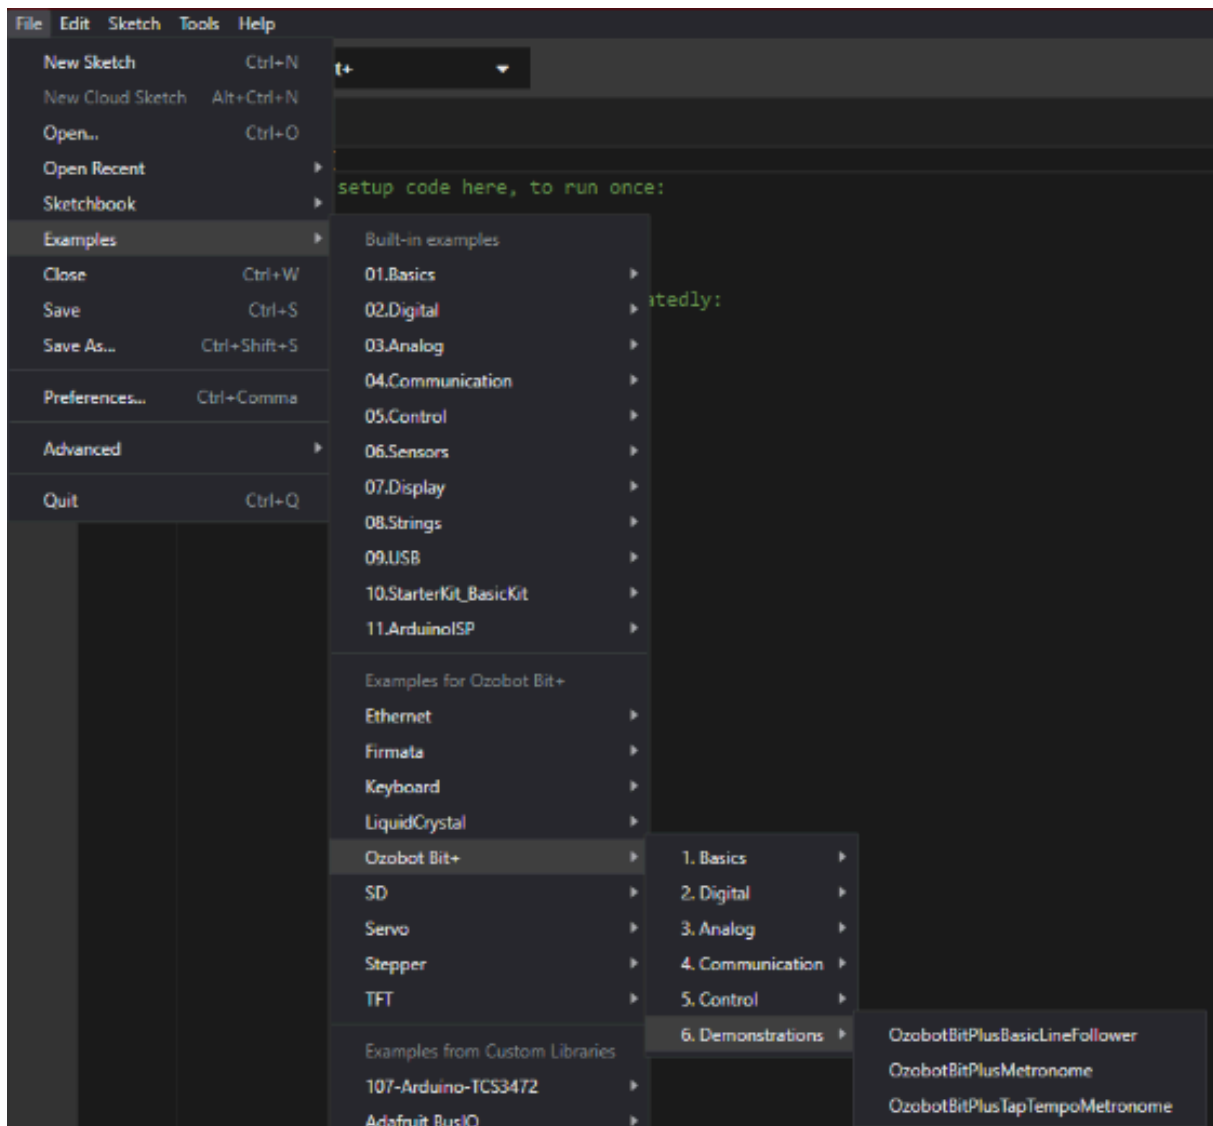 File Edit Sketch Tools Help
New Sketch Ctrl+N
New Cloud Sketch Alt+Ctrl+N
Open... Ctrl+O
Open Recent
Sketchbook
Examples
Close Ctrl+W
Save Ctrl+S
Save As... Ctrl+Shift+S
Preferences... Ctrl+Comma
Advanced
Quit Ctrl+Q
t+
setup code here, to run once:
atedly:
Built-in examples
01.Basics
02.Digital
03.Analog
04.Communication
05.Control
06.Sensors
07.Display
08.Strings
09.USB
10.StarterKit_BasicKit
11.ArduinoISP
Examples for Ozobot Bit+
Ethernet
Firmata
Keyboard
LiquidCrystal
Ozobot Bit+
SD
Servo
Stepper
TFT
Examples from Custom Libraries
107-Arduino-TCS3472
Adafruit BusIO
1. Basics
2. Digital
3. Analog
4. Communication
5. Control
6. Demonstrations
OzobotBitPlusBasicLineFollower
OzobotBitPlusMetronome
OzobotBitPlusTapTempoMetronome